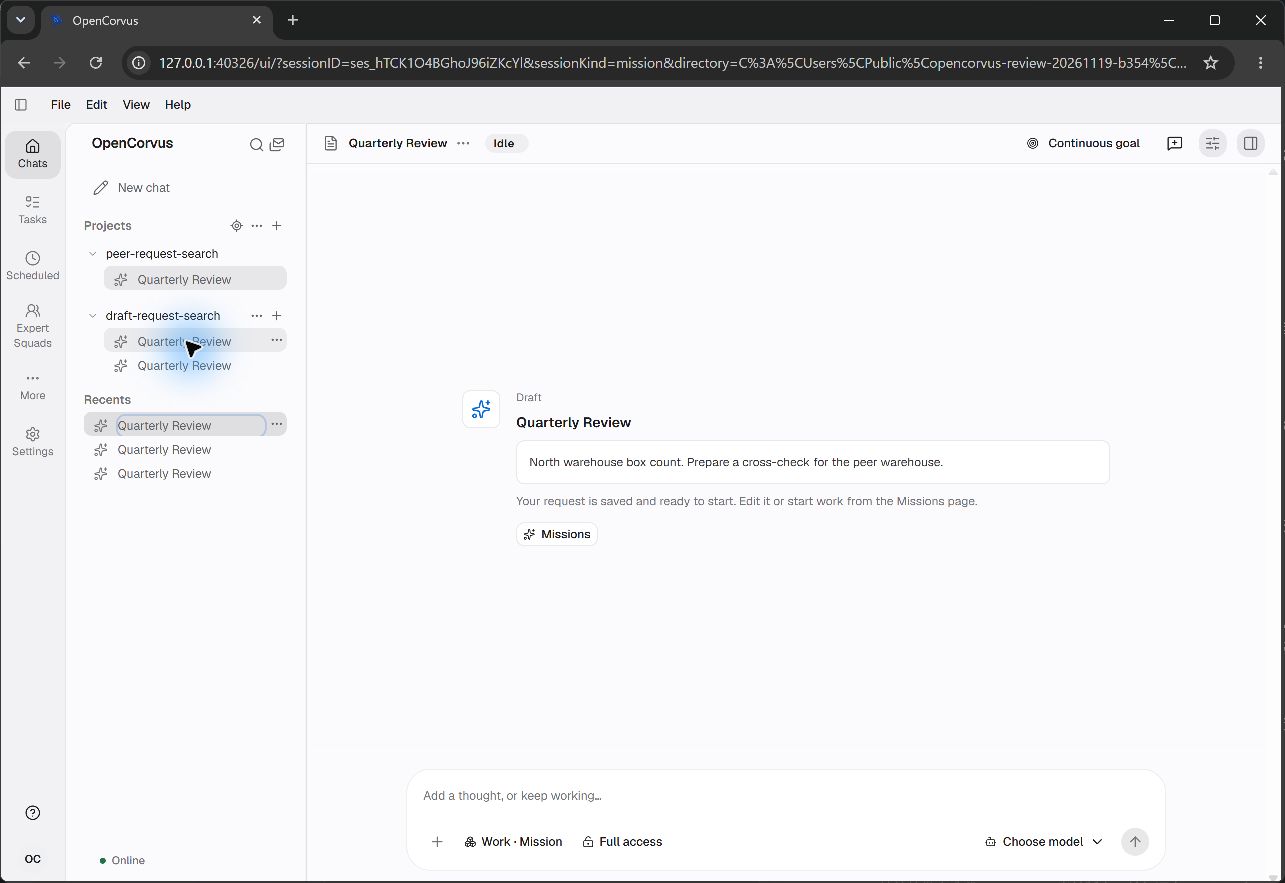 OpenCorvus
127.0.0.1:40326/ui/?sessionID=ses_hTCK1O4BGhoJ96iZKcYl&sessionKind=mission&directory=C%3A%5CUsers%5CPublic%5Copencorvus-review-20261119-b354%5C...
File Edit View Help
OpenCorvus
Quarterly Review ... Idle
Continuous goal
Chats
Tasks
Scheduled
Expert
Squads
More
Settings
New chat
Projects
peer-request-search
Quarterly Review
draft-request-search
Quarterly Review
Quarterly Review
Recents
Quarterly Review
Quarterly Review
Quarterly Review
Draft
Quarterly Review
North warehouse box count. Prepare a cross-check for the peer warehouse.
Your request is saved and ready to start. Edit it or start work from the Missions page.
Missions
Add a thought, or keep working...
Work · Mission Full access Choose model
OC
Online